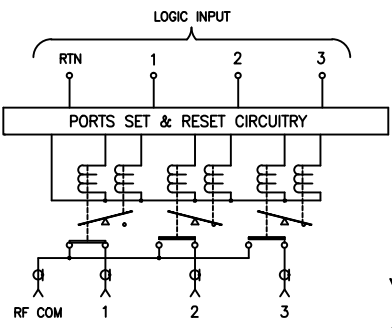 LOGIC INPUT
RTN 1 2 3
PORTS SET & RESET CIRCUITRY
RF COM 1 2 3